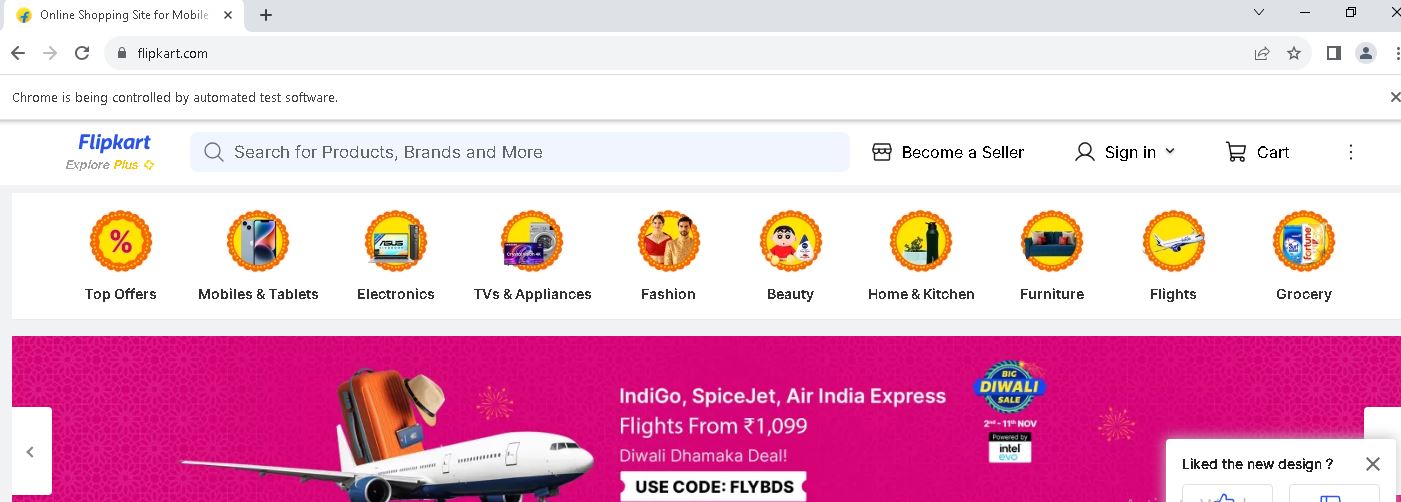 Online Shopping Site for Mobile
flipkart.com
Chrome is being controlled by automated test software.
Flipkart
Explore Plus
Search for Products, Brands and More
Become a Seller
Sign in
Cart
%
ASUS
Top Offers
Mobiles & Tablets
Electronics
TVs & Appliances
Fashion
Beauty
Home & Kitchen
Furniture
Flights
Grocery
IndiGo, SpiceJet, Air India Express
Flights From ₹1,099
Diwali Dhamaka Deal!
USE CODE: FLYBDS
BIG
DIWALI
SALE
2nd - 11th NOV
Powered by
intel
evo
Liked the new design ?